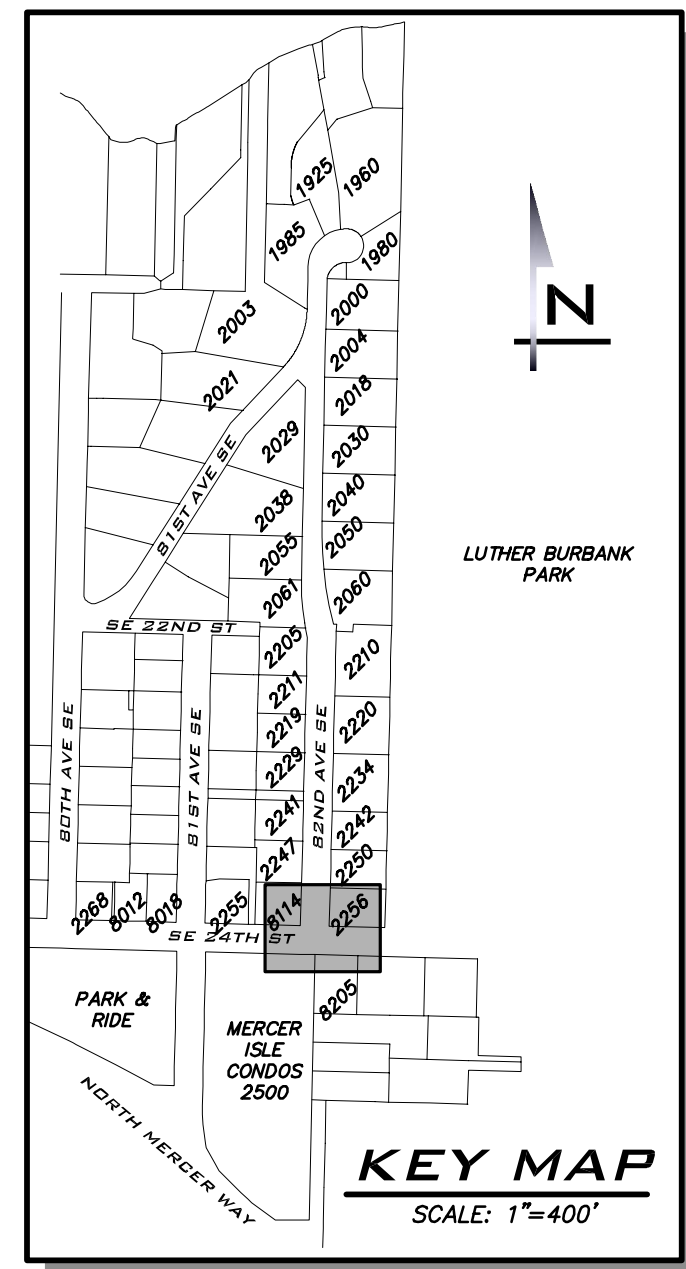 1925
1960
1985
1980
2003
2000
2004
2021
2018
2029
2030
81ST AVE SE
2038
2040
2055
2050
LUTHER BURBANK
PARK
2061
2060
SE 22ND ST
2205
2210
2211
2219
2220
80TH AVE SE
81ST AVE SE
82ND AVE SE
2229
2234
2241
2242
2247
2250
2268
8012
8018
2255
8114
2256
SE 24TH ST
8205
PARK &
RIDE
MERCER
ISLE
CONDOS
2500
NORTH MERCER WAY
N
KEY MAP
SCALE: 1"=400'